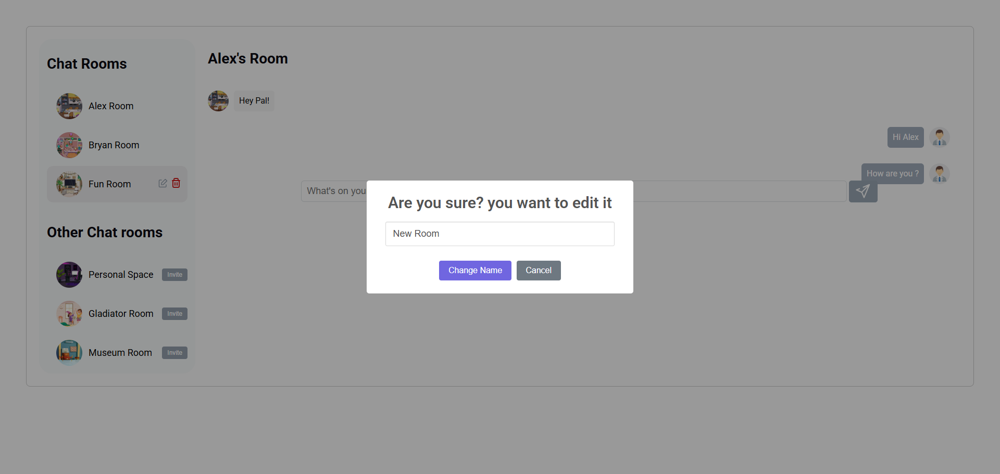 Chat Rooms
Alex Room
Bryan Room
Fun Room
Other Chat rooms
Personal Space Invite
Gladiator Room Invite
Museum Room Invite
Alex's Room
Hey Pal!
Hi Alex
How are you ?
What's on you
Are you sure? you want to edit it
New Room
Change Name Cancel